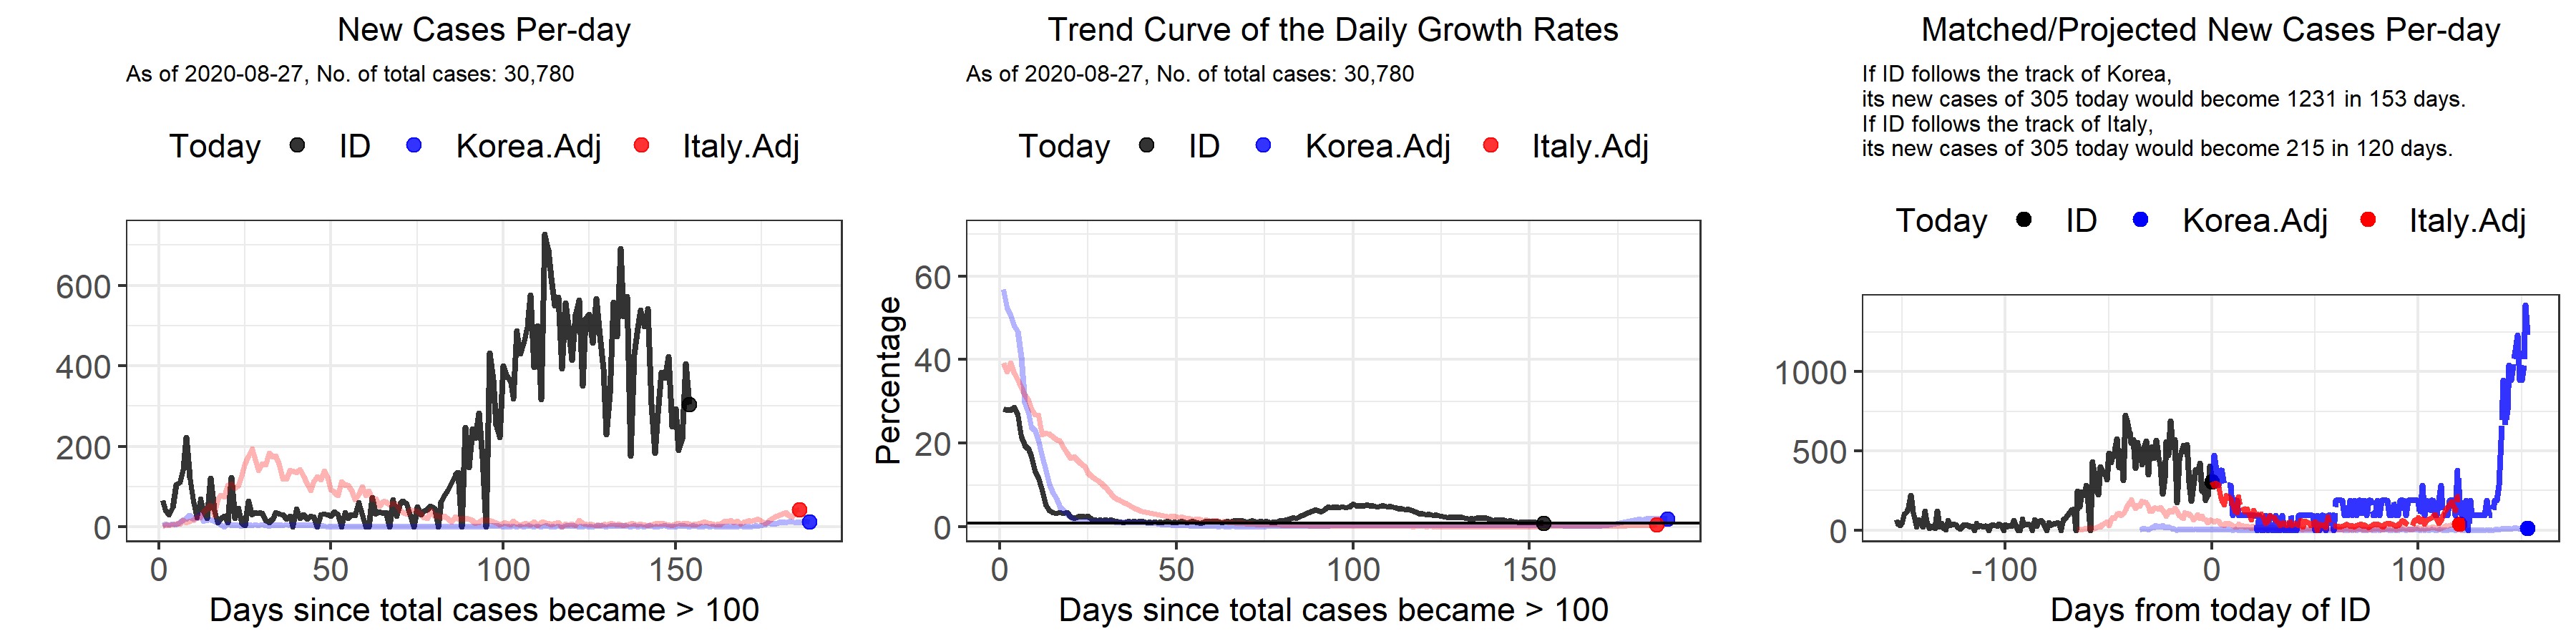 New Cases Per-day
As of 2020-08-27, No. of total cases: 30,780
Today ID Korea.Adj Italy.Adj
600
400
200
0
0 50 100 150
Days since total cases became > 100
Trend Curve of the Daily Growth Rates
As of 2020-08-27, No. of total cases: 30,780
Today ID Korea.Adj Italy.Adj
Percentage
60
40
20
0
0 50 100 150
Days since total cases became > 100
Matched/Projected New Cases Per-day
If ID follows the track of Korea,
its new cases of 305 today would become 1231 in 153 days.
If ID follows the track of Italy,
its new cases of 305 today would become 215 in 120 days.
Today ID Korea.Adj Italy.Adj
1000
500
0
-100 0 100
Days from today of ID